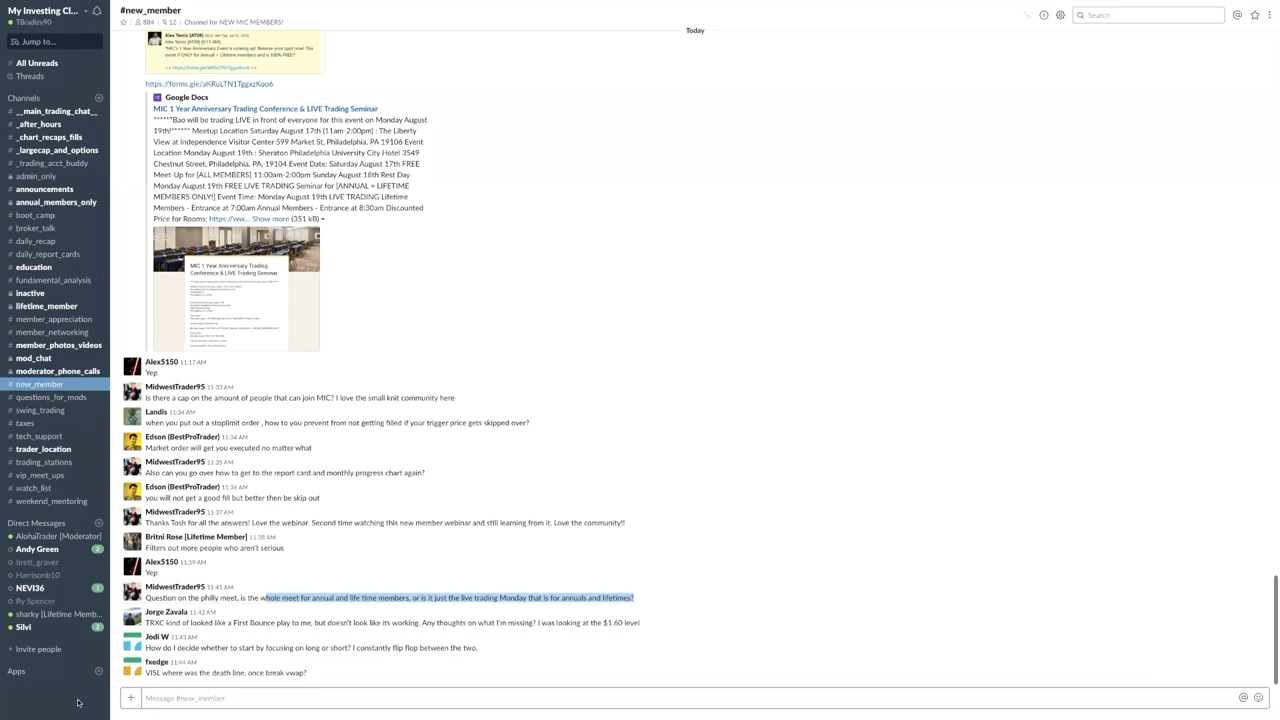 My Investing Cl...
TBradley90
Jump to...
All Unreads
Threads
Channels
# __main_trading_chat__
# _after_hours
# _chart_recaps_fills
# _largecap_and_options
# _trading_acct_buddy
admin_only
# announcements
annual_members_only
# boot_camp
# broker_talk
# daily_recap
# daily_report_cards
# education
# fundamental_analysis
inactive
lifetime_member
# member_appreciation
# member_networking
# member_photos_videos
mod_chat
moderator_phone_calls
# new_member
# questions_for_mods
# swing_trading
# taxes
# tech_support
# trader_location
# trading_stations
# vip_meet_ups
# watch_list
# weekend_mentoring
Direct Messages
AlohaTrader [Moderator]
Andy Green 2
brett_graver
Harrisonb10
NEVI36 1
Ry Spencer
sharky [Lifetime Memb...
Silvi 2
+ Invite people
Apps
#new_member
884 12 Channel for NEW MIC MEMBERS!
Search
Today
Alex Temiz [AT09]
https://forms.gle/aKRuLTN1TggxzKoo6
Google Docs
MIC 1 Year Anniversary Trading Conference & LIVE Trading Seminar
******Bao will be trading LIVE in front of everyone for this event on Monday August
19th!****** Meetup Location Saturday August 17th (11am-2:00pm) : The Liberty
View at Independence Visitor Center 599 Market St, Philadelphia, PA 19106 Event
Location Monday August 19th : Sheraton Philadelphia University City Hotel 3549
Chestnut Street, Philadelphia, PA, 19104 Event Date: Saturday August 17th FREE
Meet-Up for [ALL MEMBERS] 11:00am-2:00pm Sunday August 18th Rest Day
Monday August 19th FREE LIVE TRADING Seminar for [ANNUAL + LIFETIME
MEMBERS ONLY!] Event Time: Monday August 19th LIVE TRADING Lifetime
Members - Entrance at 7:00am Annual Members - Entrance at 8:30am Discounted
Price for Rooms: https://ww... Show more (351 kB)
MIC 1 Year Anniversary Trading
Conference & LIVE Trading Seminar
Alex5150 11:17 AM
Yep
MidwestTrader95 11:33 AM
Is there a cap on the amount of people that can join MIC? I love the small knit community here
Landis 11:34 AM
when you put out a stoplimit order , how to you prevent from not getting filled if your trigger price gets skipped over?
Edson (BestProTrader) 11:34 AM
Market order will get you executed no matter what
MidwestTrader95 11:35 AM
Also can you go over how to get to the report card and monthly progress chart again?
Edson (BestProTrader) 11:36 AM
you will not get a good fill but better then be skip out
MidwestTrader95 11:37 AM
Thanks Tosh for all the answers! Love the webinar. Second time watching this new member webinar and still learning from it. Love the community!!
Britni Rose [Lifetime Member] 11:38 AM
Filters out more people who aren't serious
Alex5150 11:39 AM
Yep
MidwestTrader95 11:41 AM
Question on the philly meet, is the whole meet for annual and life time members, or is it just the live trading Monday that is for annuals and lifetimes?
Jorge Zavala 11:42 AM
TRXC kind of looked like a First Bounce play to me, but doesn't look like its working. Any thoughts on what I'm missing? I was looking at the $1.60 level
Jodi W 11:43 AM
How do I decide whether to start by focusing on long or short? I constantly flip flop between the two.
fxedge 11:44 AM
VISL where was the death line, once break vwap?
Message #new_member